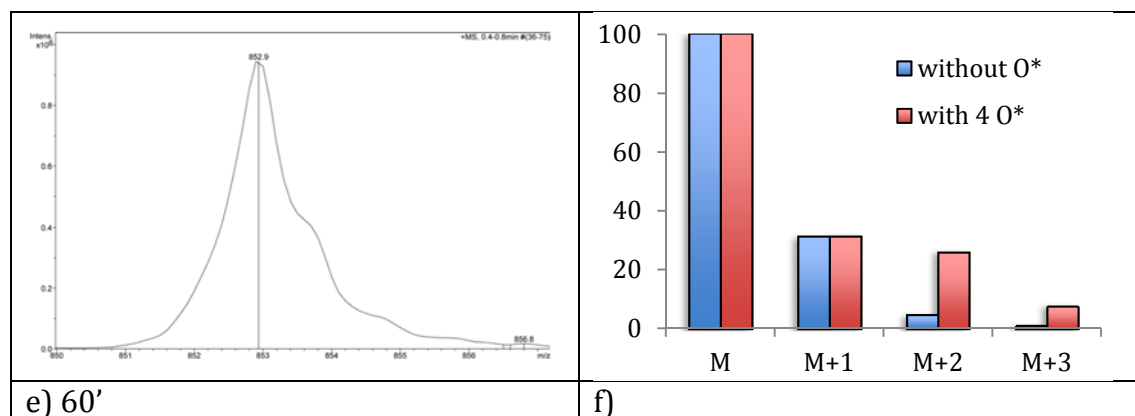 Intens.
x10
+MS, 0.4-0.8min #(36-75)
852.9
0.8
0.6
0.4
0.2
0.0
856.8
850 851 852 853 854 855 856 m/z
100
80
60
40
20
0
without O*
with 4 O*
M M+1 M+2 M+3
e) 60’
f)